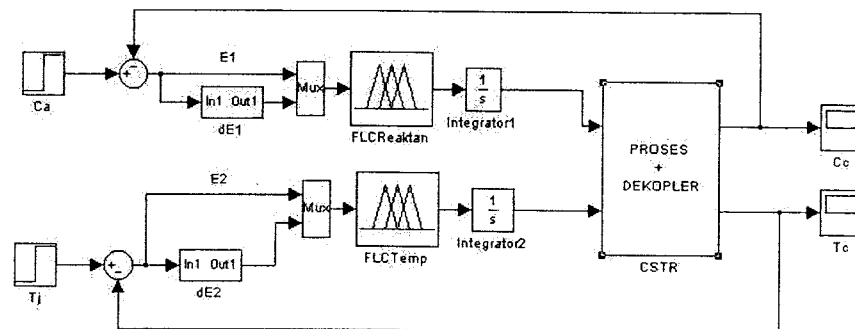 E1
+
-
Mux
In1 Out1
Ca
dE1
FLCReaktan
1
s
Integrator1
PROSES
+
DEKOPLER
Cc
E2
Mux
+
-
In1 Out1
1
s
Integrator2
Tj
dE2
FLCTemp
CSTR
Tc